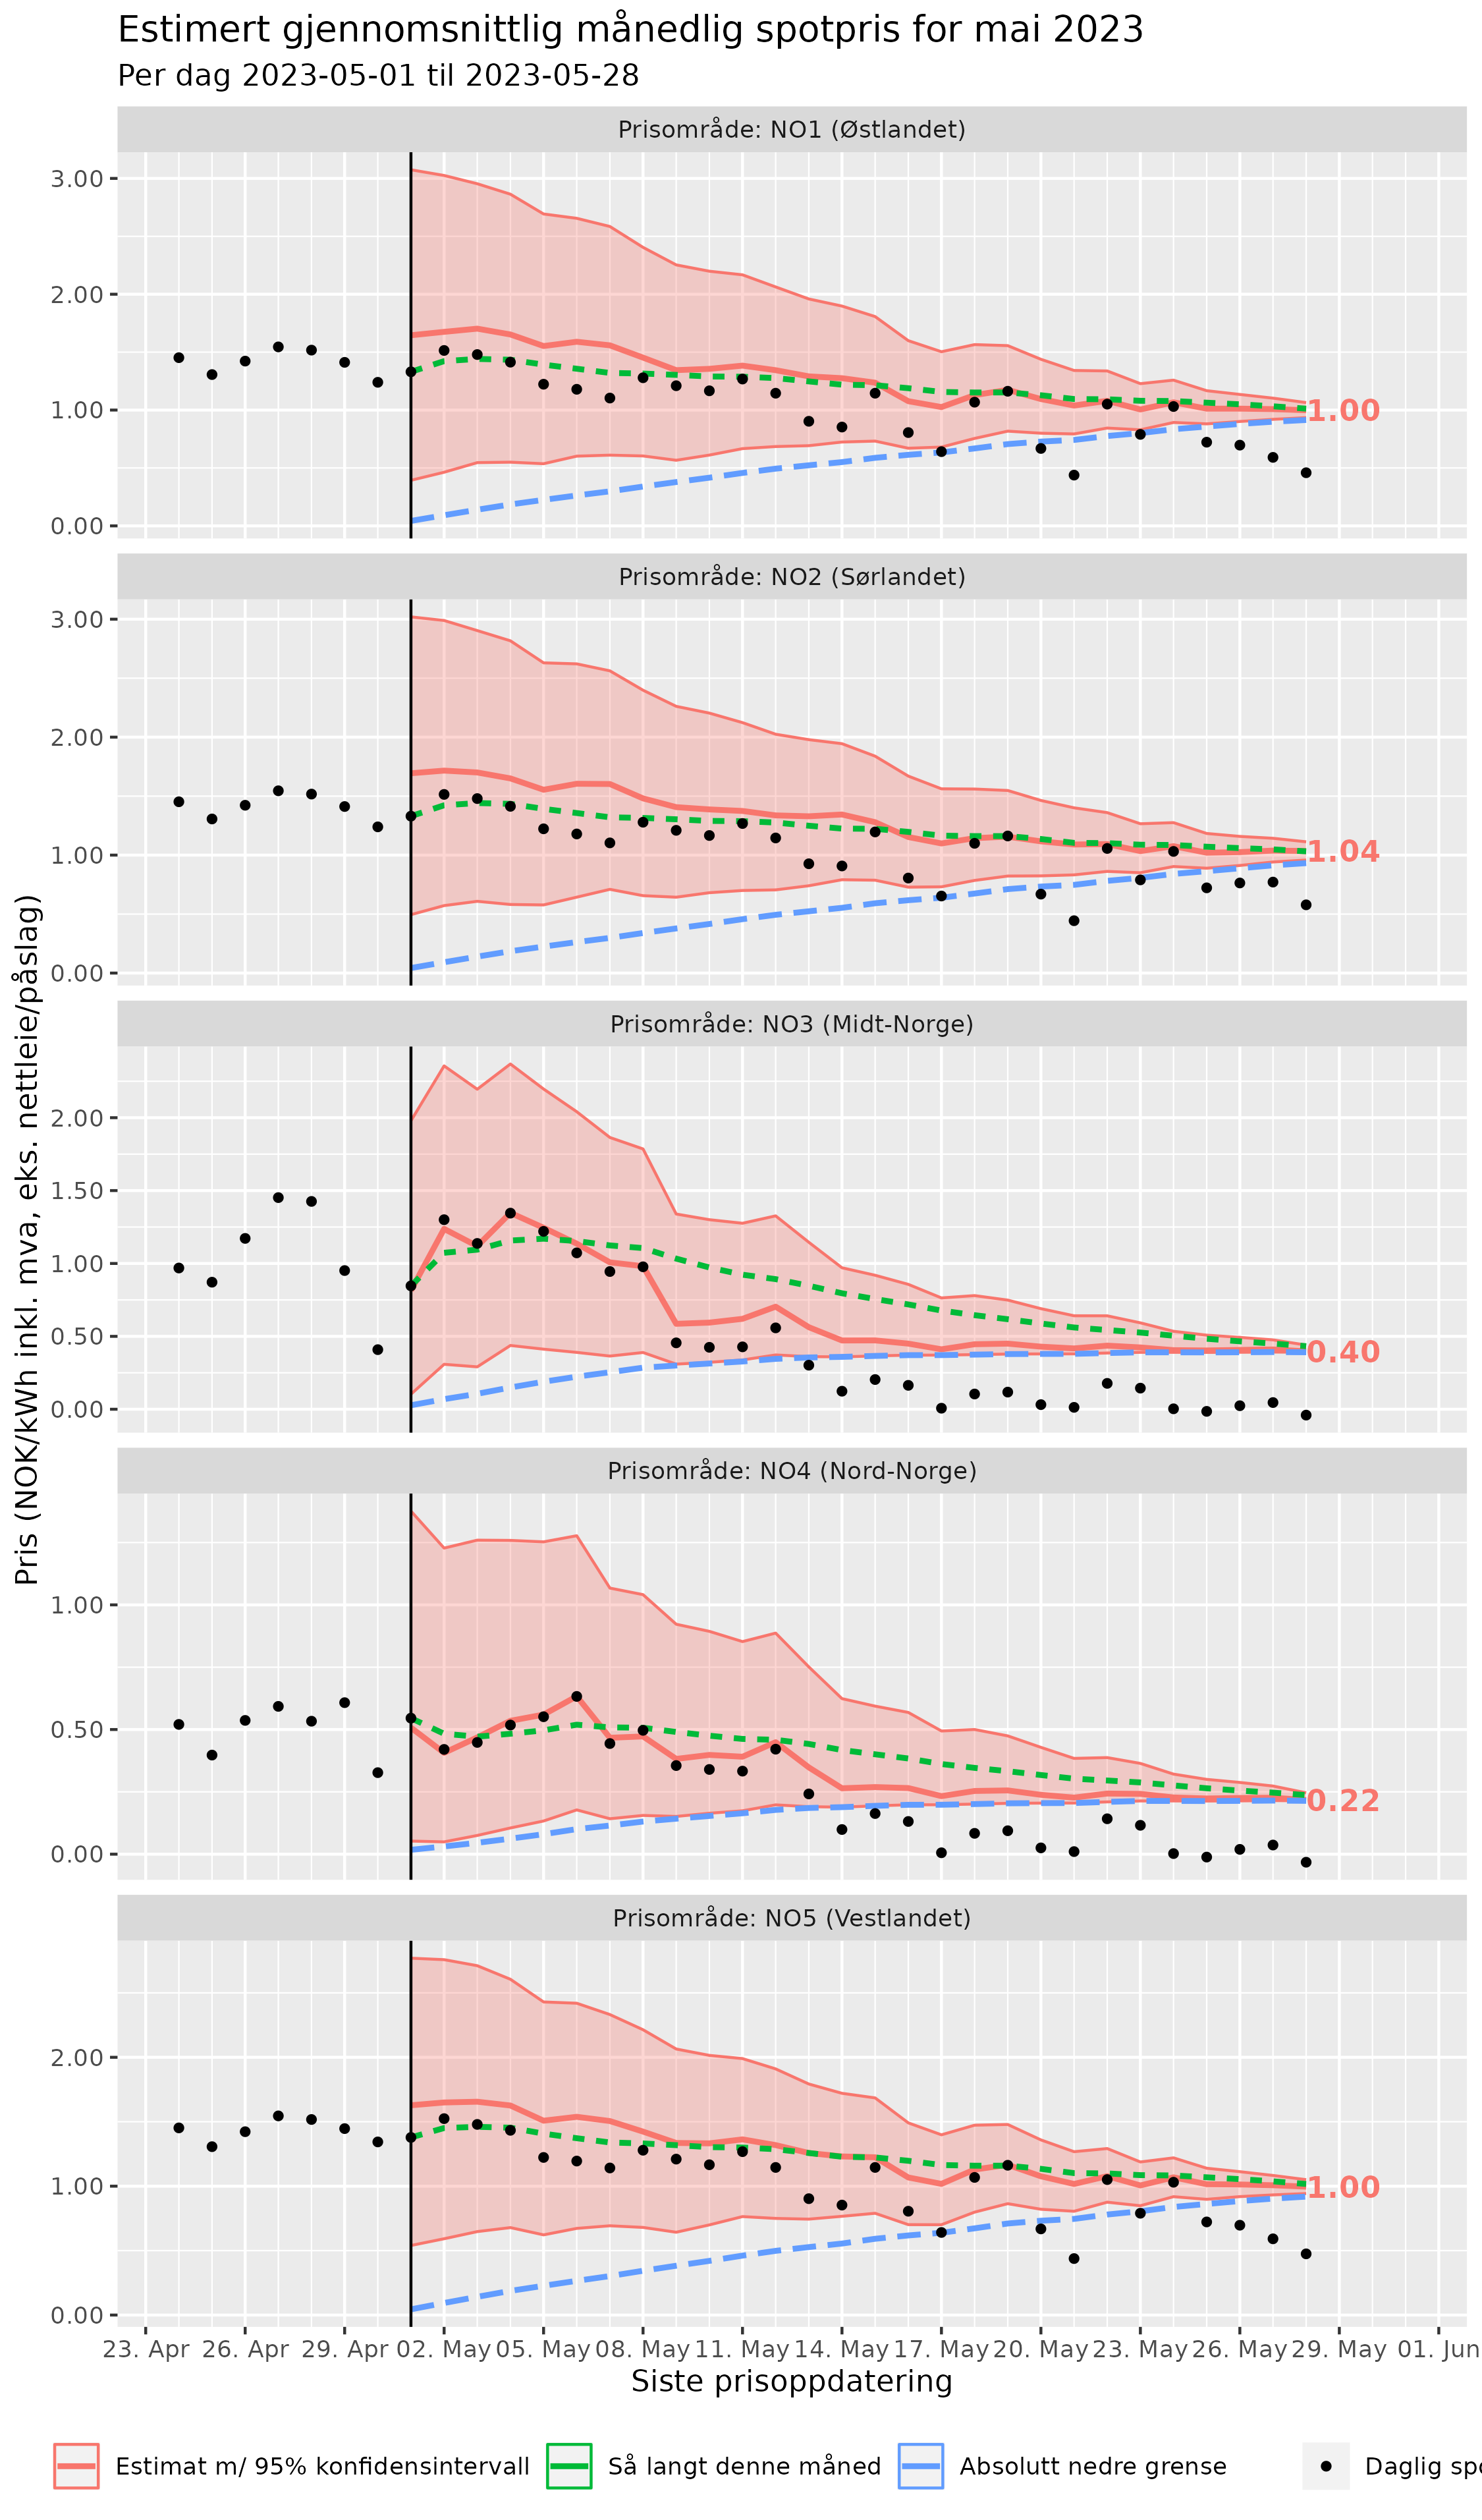 Estimert gjennomsnittlig månedlig spotpris for mai 2023
Per dag 2023-05-01 til 2023-05-28
Pris (NOK/kWh inkl. mva, eks. nettleie/påslag)
Prisområde: NO1 (Østlandet)
3.00
2.00
1.00
0.00
1.00
Prisområde: NO2 (Sørlandet)
3.00
2.00
1.00
0.00
1.04
Prisområde: NO3 (Midt-Norge)
2.00
1.50
1.00
0.50
0.00
0.40
Prisområde: NO4 (Nord-Norge)
1.00
0.50
0.00
0.22
Prisområde: NO5 (Vestlandet)
2.00
1.00
0.00
1.00
23. Apr 26. Apr 29. Apr 02. May 05. May 08. May 11. May 14. May 17. May 20. May 23. May 26. May 29. May 01. Jun
Siste prisoppdatering
Estimat m/ 95% konfidensintervall Så langt denne måned Absolutt nedre grense Daglig